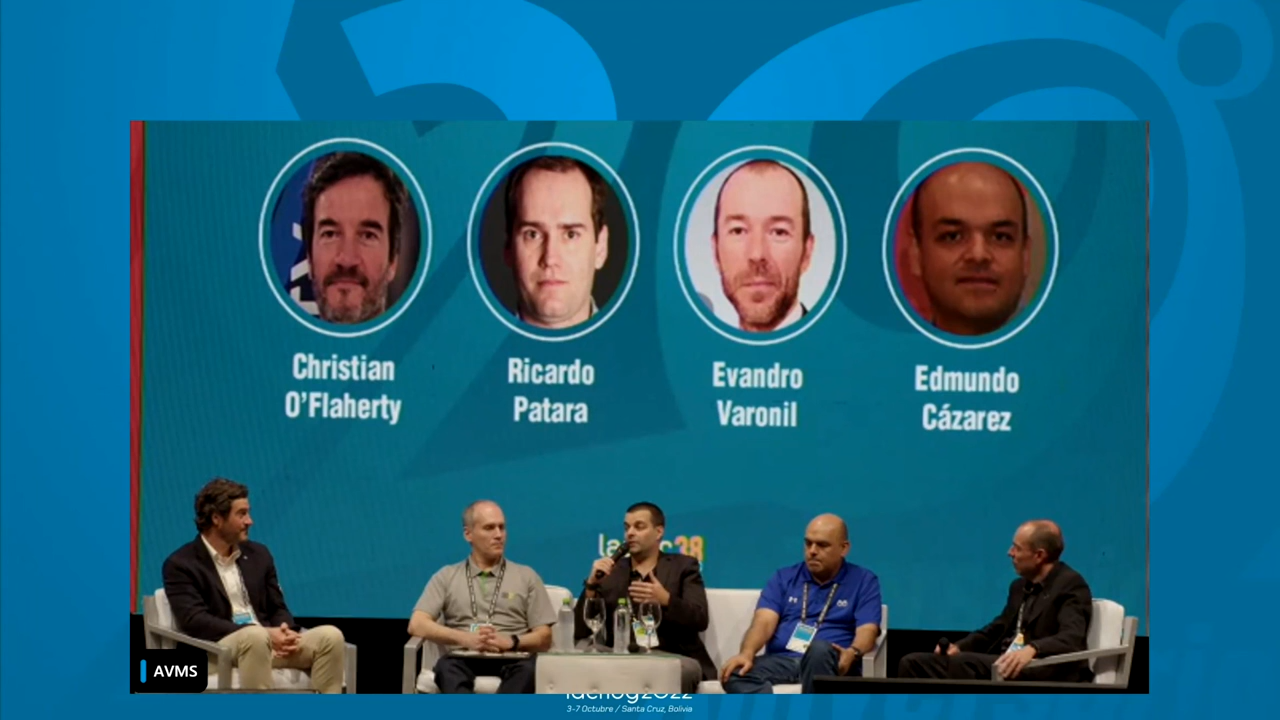 Christian
O'Flaherty
Ricardo
Patara
Evandro
Varonil
Edmundo
Cázarez
AVMS
3-7 Octubre / Santa Cruz, Bolivia